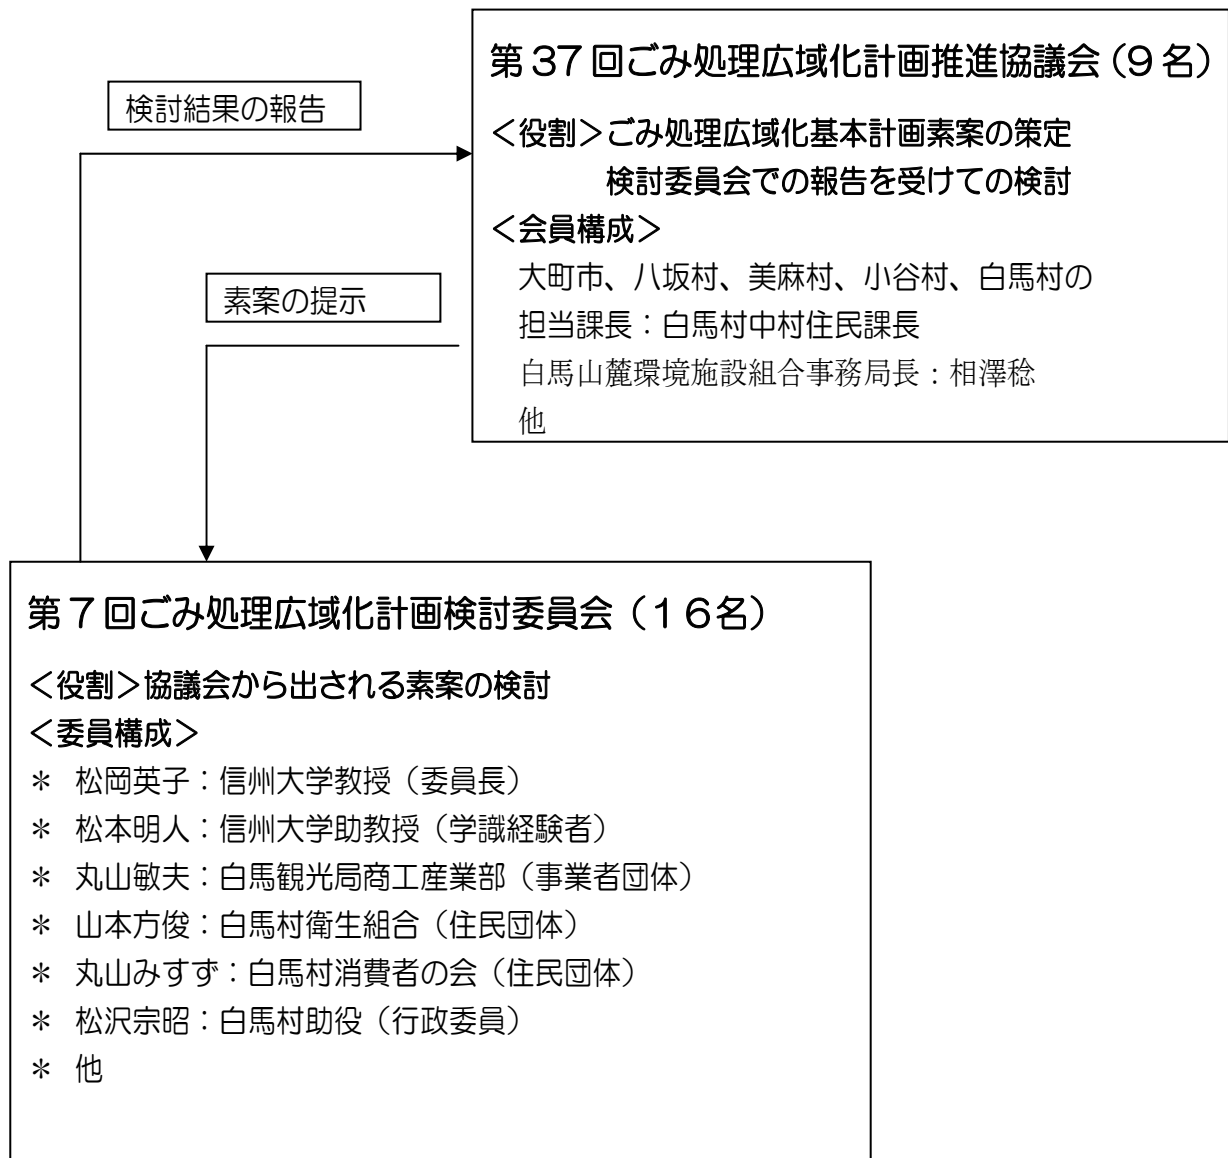 第37回ごみ処理広域化計画推進協議会（9名）
検討結果の報告
＜役割＞ごみ処理広域化基本計画素案の策定
検討委員会での報告を受けての検討
＜会員構成＞
大町市、八坂村、美麻村、小谷村、白馬村の
素案の提示
担当課長：白馬村中村住民課長
白馬山麓環境施設組合事務局長：相澤稔
他
第7回ごみ処理広域化計画検討委員会（１６名）
＜役割＞協議会から出される素案の検討
＜委員構成＞
＊ 松岡英子：信州大学教授（委員長）
＊ 松本明人：信州大学助教授（学識経験者）
＊ 丸山敏夫：白馬観光局商工産業部（事業者団体）
＊ 山本方俊：白馬村衛生組合（住民団体）
＊ 丸山みすず：白馬村消費者の会（住民団体）
＊ 松沢宗昭：白馬村助役（行政委員）
＊ 他